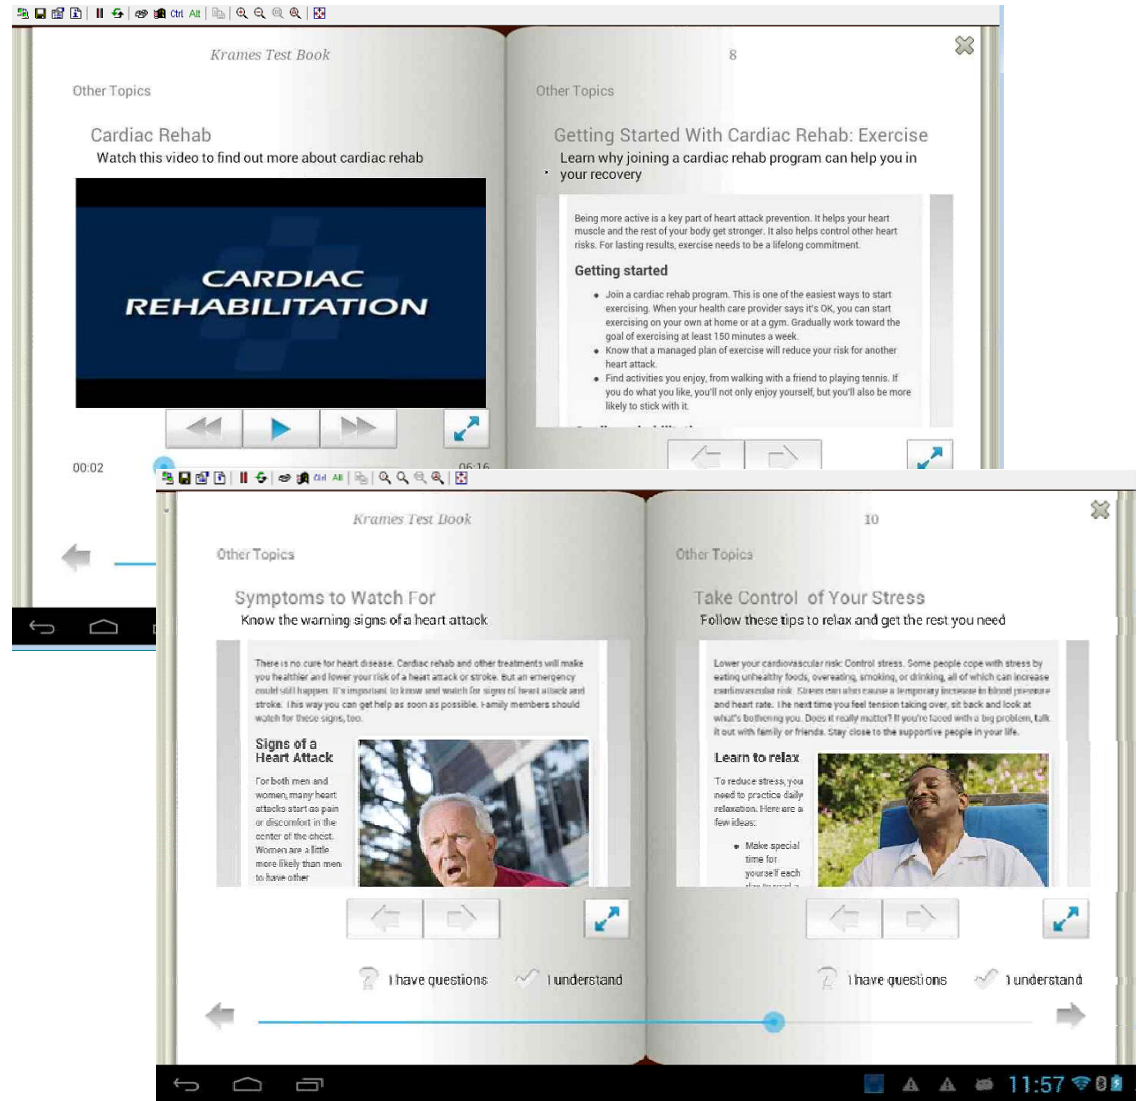 Ctrl Alt
Krames Test Book
8
Other Topics
Other Topics
Cardiac Rehab
Watch this video to find out more about cardiac rehab
CARDIAC
REHABILITATION
00:02
06:16
Getting Started With Cardiac Rehab: Exercise
Learn why joining a cardiac rehab program can help you in
your recovery
Being more active is a key part of heart attack prevention. It helps your heart
muscle and the rest of your body get stronger. It also helps control other heart
risks. For lasting results, exercise needs to be a lifelong commitment.
Getting started
• Join a cardiac rehab program. This is one of the easiest ways to start
exercising. When your health care provider says it's OK, you can start
exercising on your own at home or at a gym. Gradually work toward the
goal of exercising at least 150 minutes a week.
• Know that a managed plan of exercise will reduce your risk for another
heart attack.
• Find activities you enjoy, from walking with a friend to playing tennis. If
you do what you like, you'll not only enjoy yourself, but you'll also be more
likely to stick with it.
Ctrl Alt
Krames Test Book
10
Other Topics
Other Topics
Symptoms to Watch For
Know the warning signs of a heart attack
There is no cure for heart disease. Cardiac rehab and other treatments will make
you healthier and lower your risk of a heart attack or stroke. But an emergency
could still happen. It's important to know and watch for signs of heart attack and
stroke. This way you can get help as soon as possible. Family members should
watch for these signs, too.
Signs of a
Heart Attack
For both men and
women, many heart
attacks start as pain
or discomfort in the
center of the chest.
Women are a little
more likely than men
to have other
I have questions
I understand
Take Control of Your Stress
Follow these tips to relax and get the rest you need
Lower your cardiovascular risk: Control stress. Some people cope with stress by
eating unhealthy foods, overeating, smoking, or drinking, all of which can increase
cardiovascular risk. Stress can also cause a temporary increase in blood pressure
and heart rate. The next time you feel tension taking over, sit back and look at
what's bothering you. Does it really matter? If you're faced with a big problem, talk
it out with family or friends. Stay close to the supportive people in your life.
Learn to relax
To reduce stress, you
need to practice daily
relaxation. Here are a
few ideas:
• Make special
time for
yourself each
I have questions
I understand
11:57